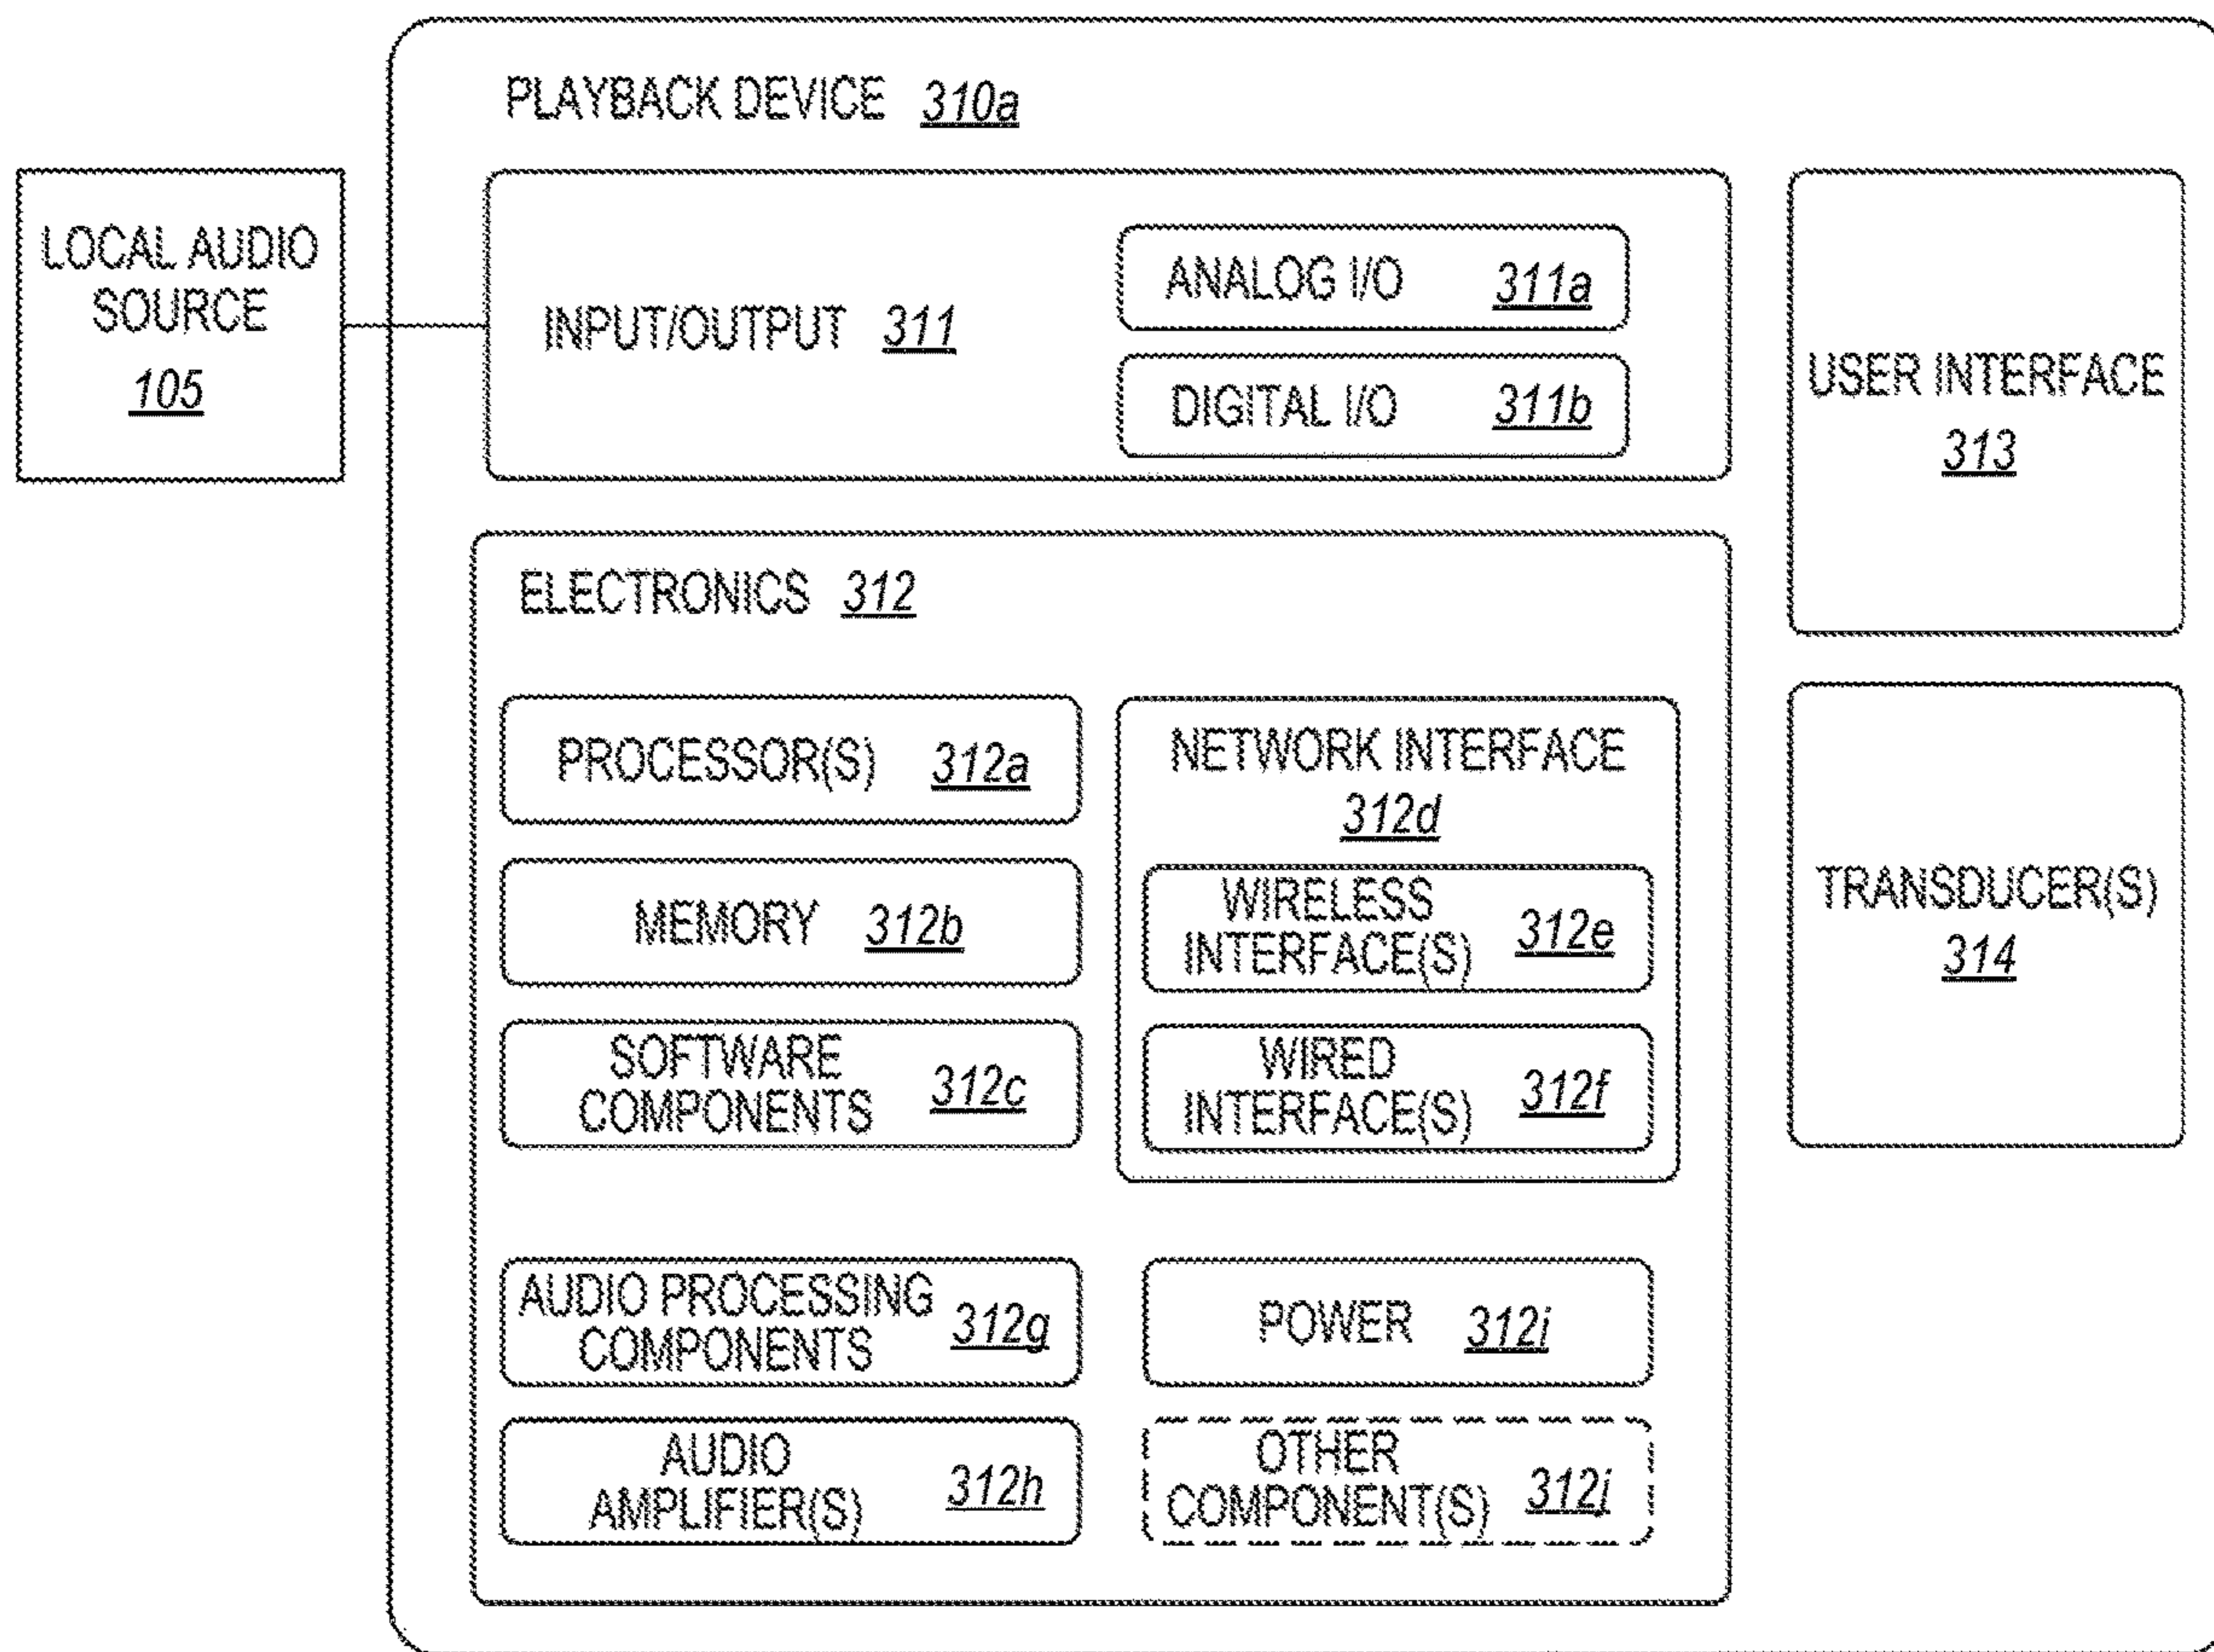 PLAYBACK DEVICE 310a
LOCAL AUDIO
SOURCE
105
INPUT/OUTPUT 311
ANALOG I/O 311a
DIGITAL I/O 311b
USER INTERFACE
313
ELECTRONICS 312
PROCESSOR(S) 312a
MEMORY 312b
SOFTWARE
COMPONENTS 312c
NETWORK INTERFACE
312d
WIRELESS
INTERFACE(S) 312e
WIRED
INTERFACE(S) 312f
TRANSDUCER(S)
314
AUDIO PROCESSING
COMPONENTS 312g
POWER 312i
AUDIO
AMPLIFIER(S) 312h
OTHER
COMPONENT(S) 312j